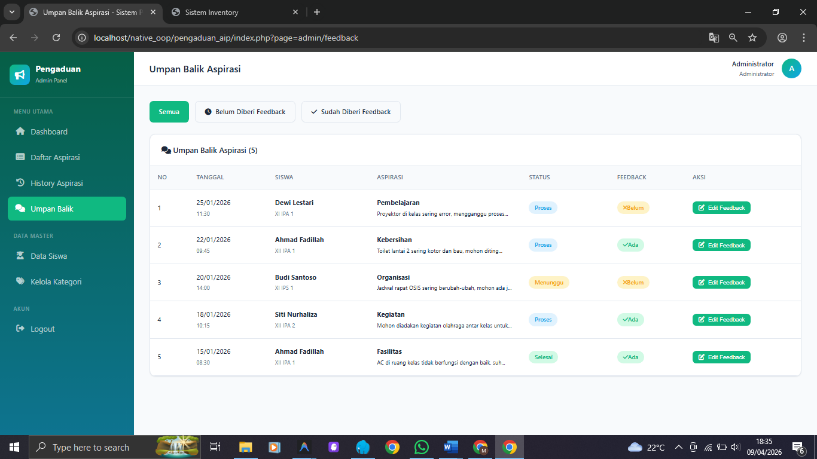 Umpan Balik Aspirasi - Sistem P
Sistem Inventory
localhost/native_oop/pengaduan_aip/index.php?page=admin/feedback
Pengaduan
Admin Panel
Umpan Balik Aspirasi
Administrator
Administrator
A
MENU UTAMA
Dashboard
Daftar Aspirasi
History Aspirasi
Umpan Balik
DATA MASTER
Data Siswa
Kelola Kategori
AKUN
Logout
Semua
Belum Diberi Feedback
Sudah Diberi Feedback
Umpan Balik Aspirasi (5)
NO TANGGAL SISWA ASPIRASI STATUS FEEDBACK AKSI
1 25/01/2026 11:30 Dewi Lestari XI IPA 1 Pembelajaran Proyektor di kelas sering error, mengganggu proses... Proses Belum Edit Feedback
2 22/01/2026 09:45 Ahmad Fadillah XII IPA 1 Kebersihan Toilet lantai 2 sering kotor dan bau, mohon diting... Proses Ada Edit Feedback
3 20/01/2026 14:00 Budi Santoso XII IPS 1 Organisasi Jadwal rapat OSIS sering berubah-ubah, mohon ada j... Menunggu Belum Edit Feedback
4 18/01/2026 10:15 Siti Nurhaliza XII IPA 2 Kegiatan Mohon diadakan kegiatan olahraga antar kelas untuk... Proses Ada Edit Feedback
5 15/01/2026 08:30 Ahmad Fadillah XII IPA 1 Fasilitas AC di ruang kelas tidak berfungsi dengan baik, suh... Selesai Ada Edit Feedback
Type here to search
22°C
18:35
09/04/2026
6